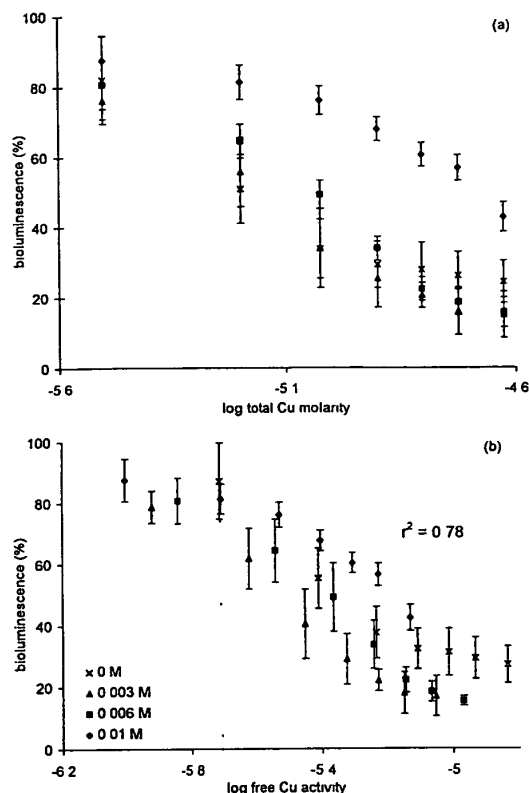 (a)
100
80
60
40
20
0
bioluminescence (%)
-5 6
-5 1
-4 6
log total Cu molarity
(b)
100
80
60
40
20
0
bioluminescence (%)
r² = 0 78
× 0 M
▲ 0 003 M
■ 0 006 M
◆ 0 01 M
-6 2
-5 8
-5 4
-5
log free Cu activity